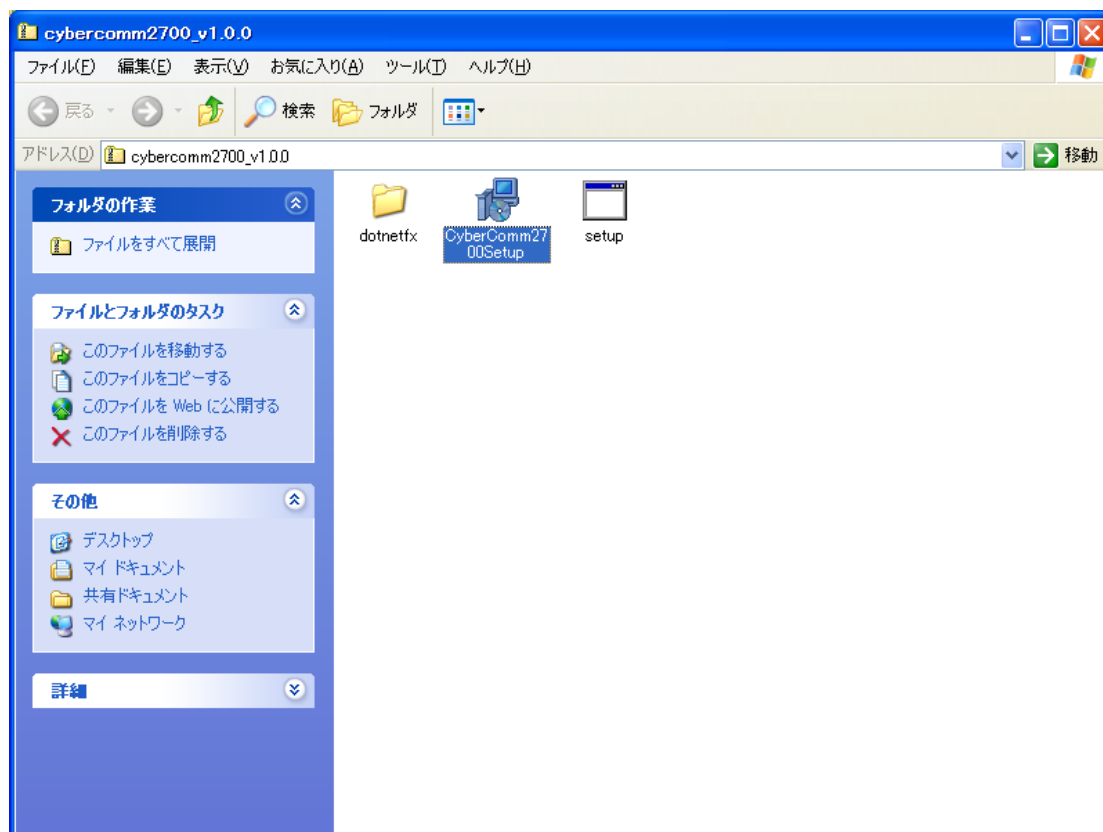 cybercomm2700_v1.0.0
ファイル(F) 編集(E) 表示(V) お気に入り(A) ツール(T) ヘルプ(H)
戻る 検索 フォルダ
アドレス(D) cybercomm2700_v1.0.0 移動
フォルダの作業
ファイルをすべて展開
ファイルとフォルダのタスク
このファイルを移動する
このファイルをコピーする
このファイルを Web に公開する
このファイルを削除する
その他
デスクトップ
マイ ドキュメント
共有ドキュメント
マイ ネットワーク
詳細
dotnetfx
CyberComm27
00Setup
setup